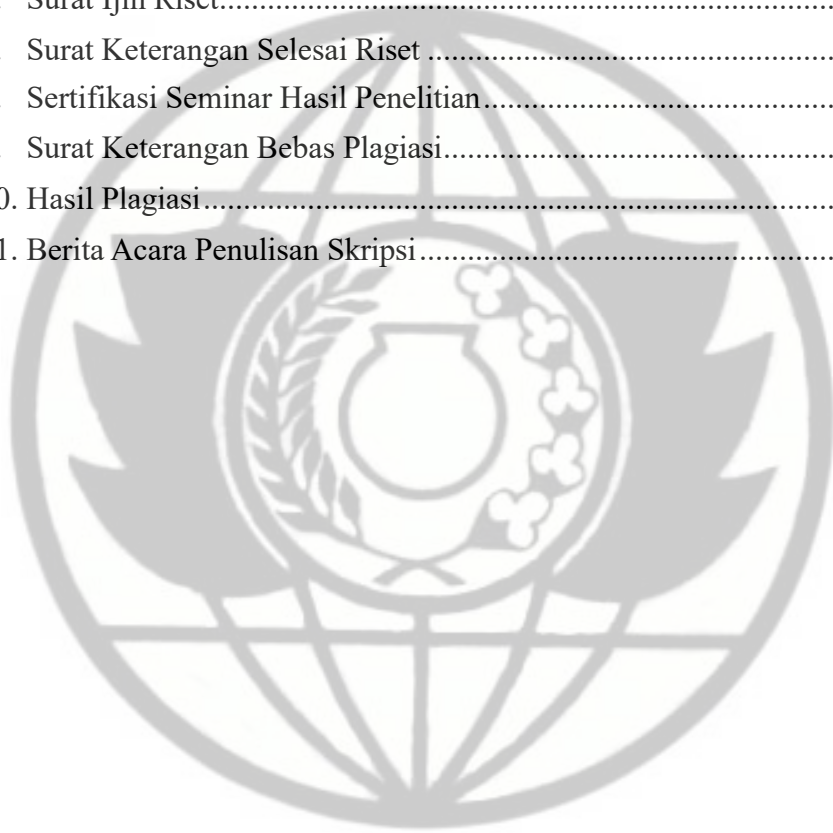 . Surat Ijin Riset................................................................
. Surat Keterangan Selesai Riset ................................................
. Sertifikasi Seminar Hasil Penelitian..........................................
. Surat Keterangan Bebas Plagiasi...............................................
0. Hasil Plagiasi...............................................................
1. Berita Acara Penulisan Skripsi...............................................